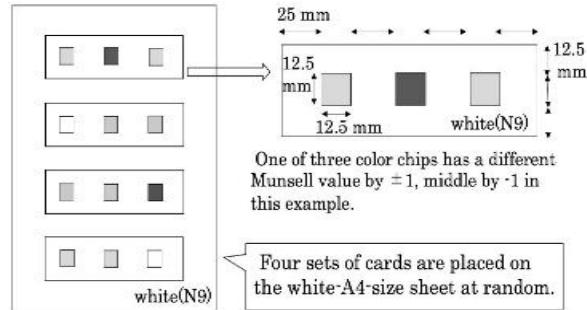 25 mm
12.5
mm
12.5
mm
12.5 mm
white(N9)
One of three color chips has a different
Munsell value by ±1, middle by -1 in
this example.
Four sets of cards are placed on
the white-A4-size sheet at random.
white(N9)